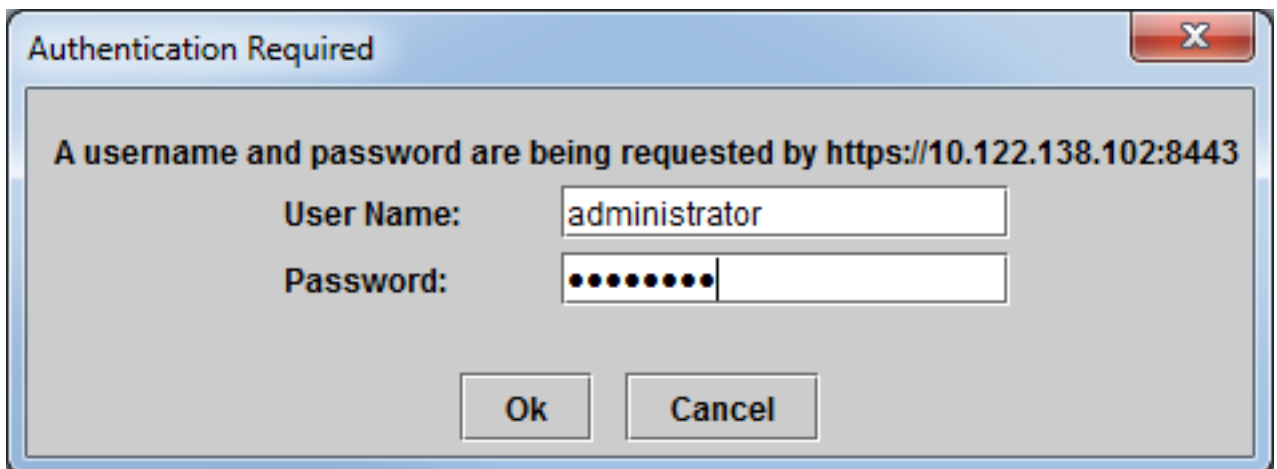 Authentication Required
A username and password are being requested by https://10.122.138.102:8443
User Name: administrator
Password: ••••••••
Ok Cancel